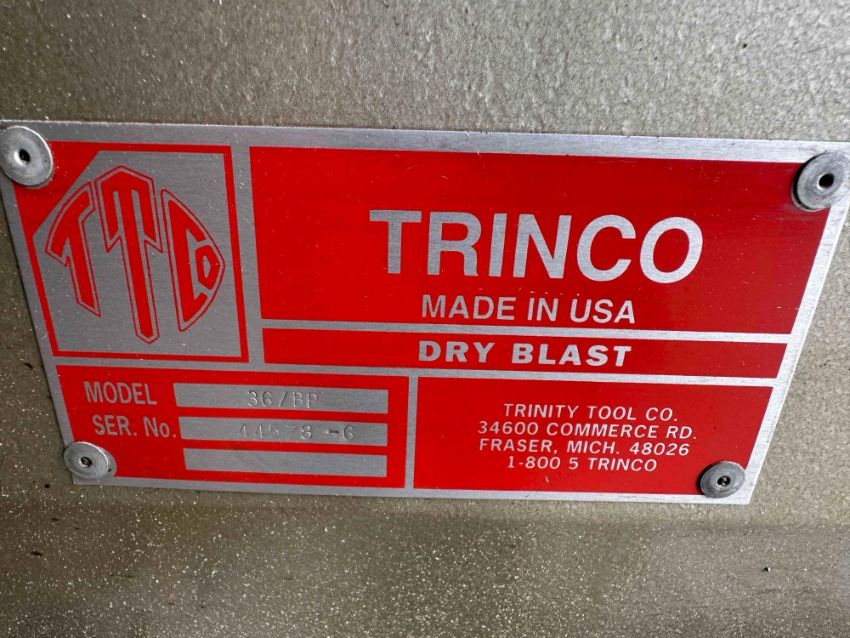 TTCo
TRINCO
MADE IN USA
DRY BLAST
MODEL 36/BP
SER. No. 44573-6
TRINITY TOOL CO.
34600 COMMERCE RD.
FRASER, MICH. 48026
1-800 5 TRINCO